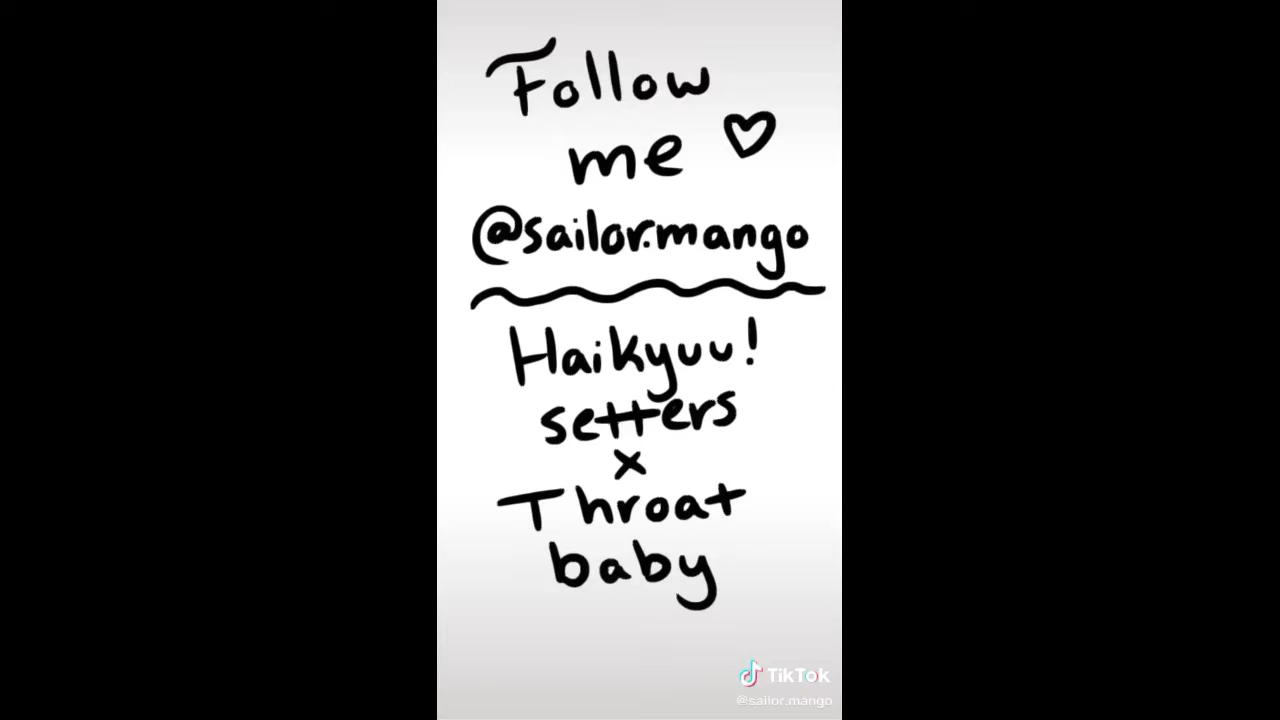 Follow
me ♡
@sailor.mango
Haikyuu!
setters
x
Throat
baby
TikTok
@sailor.mango